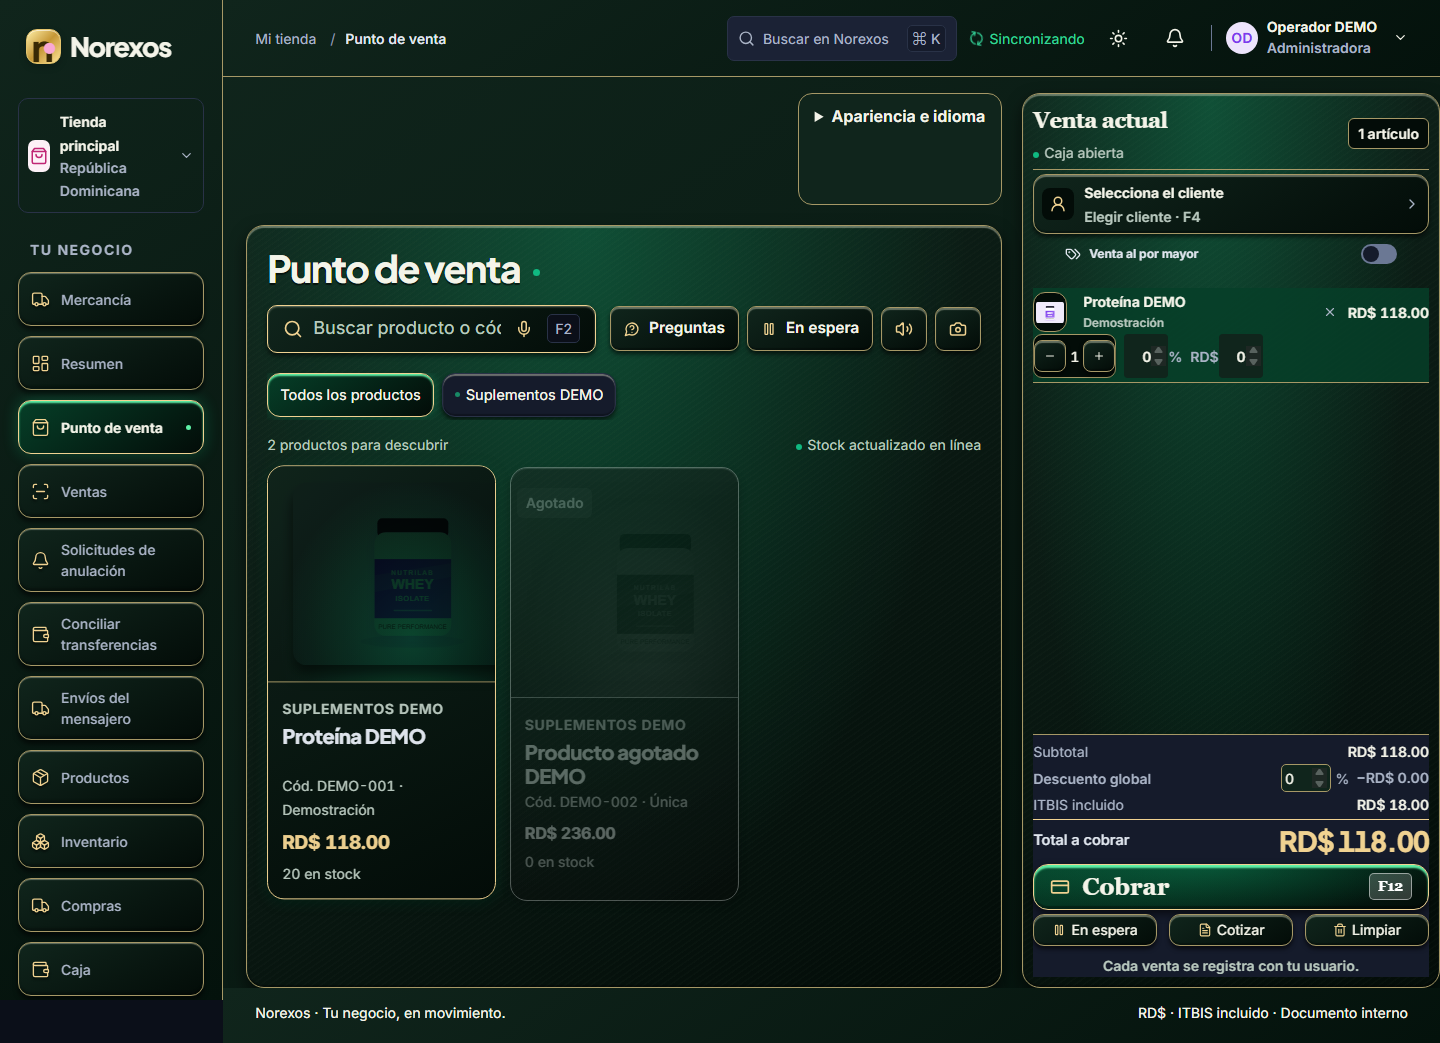 Norexos
Tienda
principal
República
Dominicana
TU NEGOCIO
Mercancía
Resumen
Punto de venta
Ventas
Solicitudes de
anulación
Conciliar
transferencias
Envíos del
mensajero
Productos
Inventario
Compras
Caja
Mi tienda / Punto de venta
Buscar en Norexos ⌘ K
Sincronizando
OD
Operador DEMO
Administradora
Apariencia e idioma
Punto de venta
Buscar producto o cóc F2
Preguntas
En espera
Todos los productos
Suplementos DEMO
2 productos para descubrir
Stock actualizado en línea
WHEY
ISOLATE
PURE PERFORMANCE
SUPLEMENTOS DEMO
Proteína DEMO
Cód. DEMO-001 ·
Demostración
RD$ 118.00
20 en stock
Agotado
WHEY
ISOLATE
SUPLEMENTOS DEMO
Producto agotado
DEMO
Cód. DEMO-002 · Única
RD$ 236.00
0 en stock
Venta actual
Caja abierta
1 artículo
Selecciona el cliente
Elegir cliente · F4
Venta al por mayor
Proteína DEMO
Demostración
× RD$ 118.00
− 1 + 0 % RD$ 0
Subtotal RD$ 118.00
Descuento global 0 % −RD$ 0.00
ITBIS incluido RD$ 18.00
Total a cobrar RD$ 118.00
Cobrar F12
En espera
Cotizar
Limpiar
Cada venta se registra con tu usuario.
Norexos · Tu negocio, en movimiento.
RD$ · ITBIS incluido · Documento interno